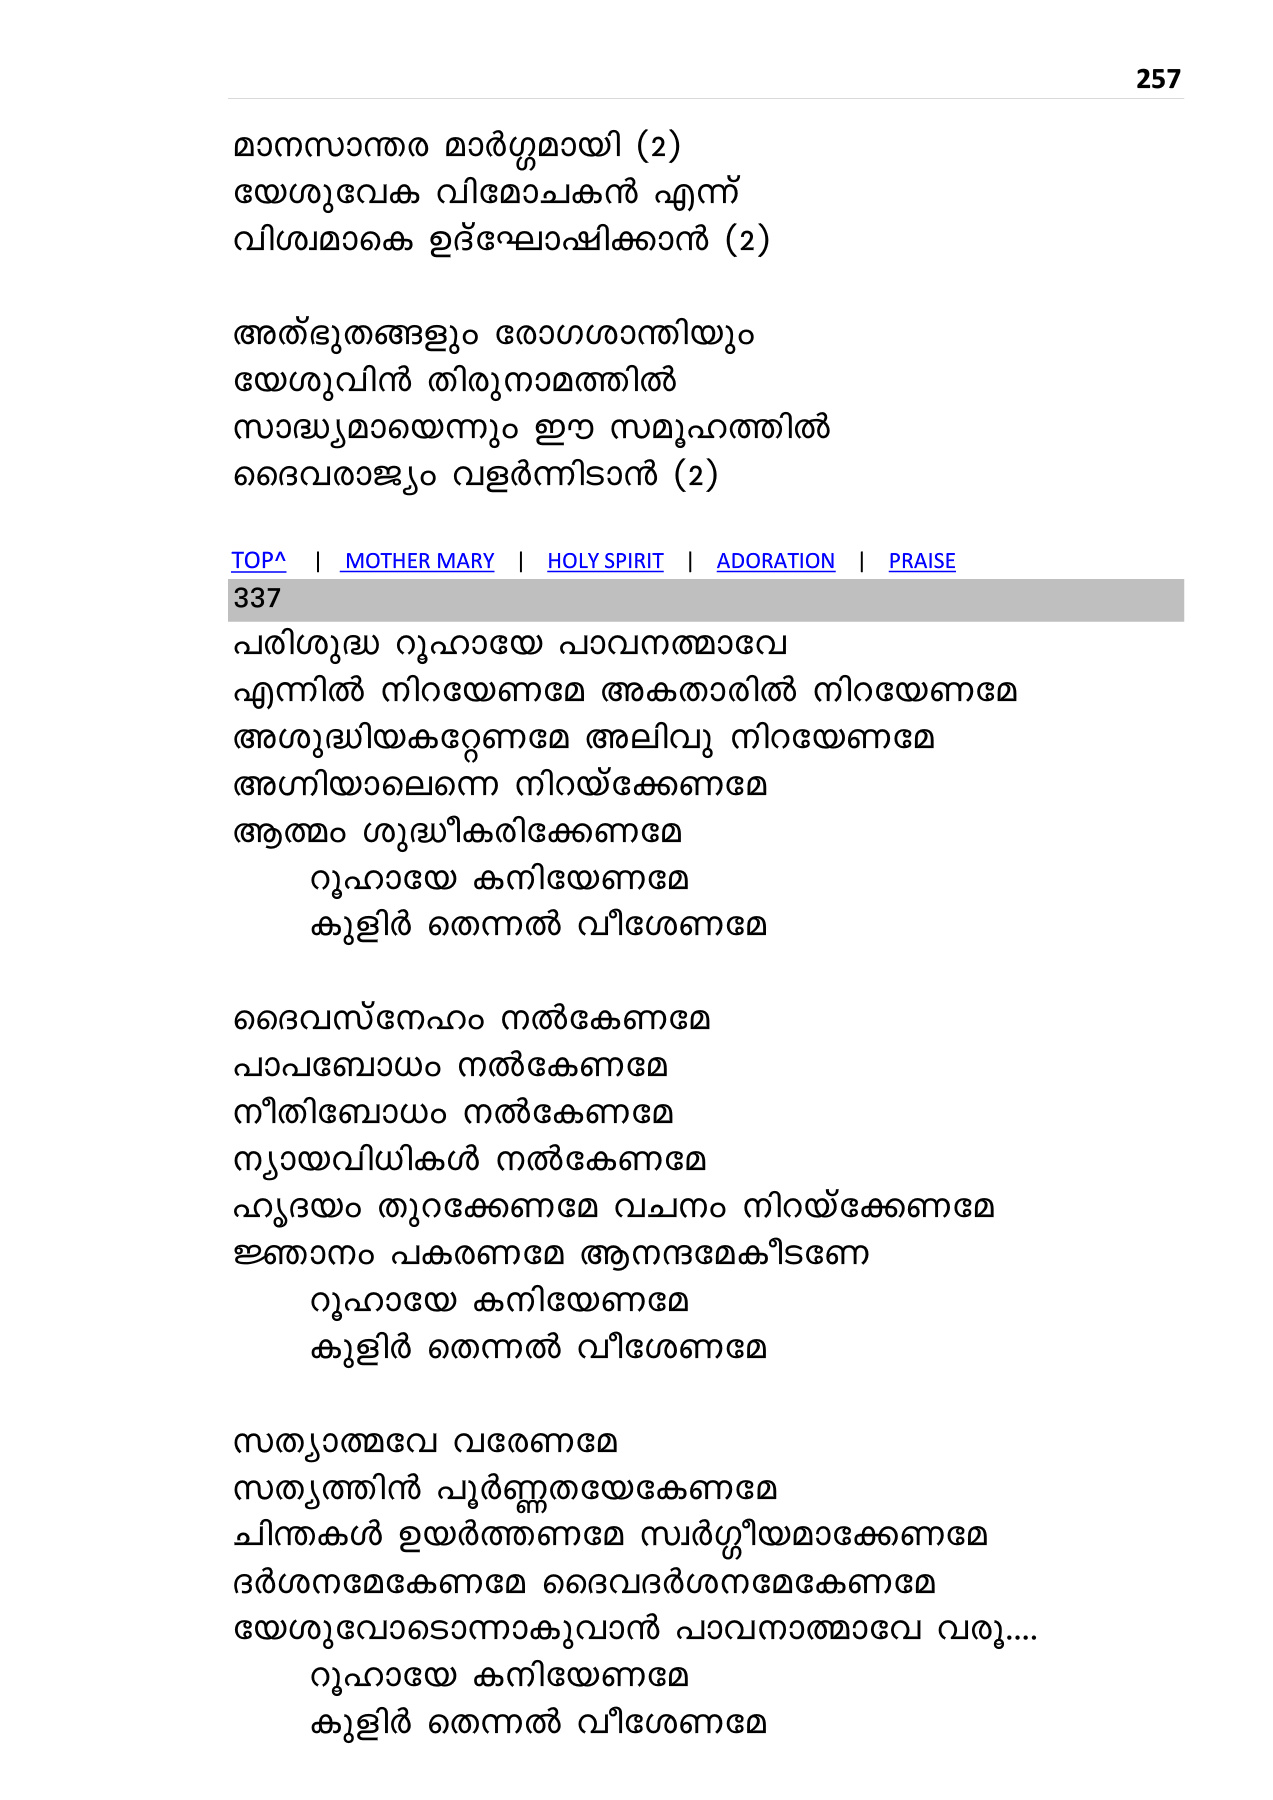 257
മാനസാന്തര മാർഗ്ഗമായി (2)
യേശുവേക വിമോചകൻ എന്ന്
വിശ്വമാകെ ഉദ്ഘോഷിക്കാൻ (2)
അത്ഭുതങ്ങളും രോഗശാന്തിയും
യേശുവിൻ തിരുനാമത്തിൽ
സാദ്ധ്യമായെന്നും ഈ സമൂഹത്തിൽ
ദൈവരാജ്യം വളർന്നിടാൻ (2)
TOP^ | MOTHER MARY | HOLY SPIRIT | ADORATION | PRAISE
337
പരിശുദ്ധ റൂഹായേ പാവനത്മാവേ
എന്നിൽ നിറയേണമേ അകതാരിൽ നിറയേണമേ
അശുദ്ധിയകറ്റേണമേ അലിവു നിറയേണമേ
അഗ്നിയാലെന്നെ നിറയ്ക്കേണമേ
ആത്മം ശുദ്ധീകരിക്കേണമേ
റൂഹായേ കനിയേണമേ
കുളിർ തെന്നൽ വീശേണമേ
ദൈവസ്നേഹം നൽകേണമേ
പാപബോധം നൽകേണമേ
നീതിബോധം നൽകേണമേ
ന്യായവിധികൾ നൽകേണമേ
ഹൃദയം തുറക്കേണമേ വചനം നിറയ്ക്കേണമേ
ജ്ഞാനം പകരണമേ ആനന്ദമേകീടണേ
റൂഹായേ കനിയേണമേ
കുളിർ തെന്നൽ വീശേണമേ
സത്യാത്മവേ വരേണമേ
സത്യത്തിൻ പൂർണ്ണതയേകേണമേ
ചിന്തകൾ ഉയർത്തണമേ സ്വർഗ്ഗീയമാക്കേണമേ
ദർശനമേകേണമേ ദൈവദർശനമേകേണമേ
യേശുവോടൊന്നാകുവാൻ പാവനാത്മാവേ വരൂ....
റൂഹായേ കനിയേണമേ
കുളിർ തെന്നൽ വീശേണമേ